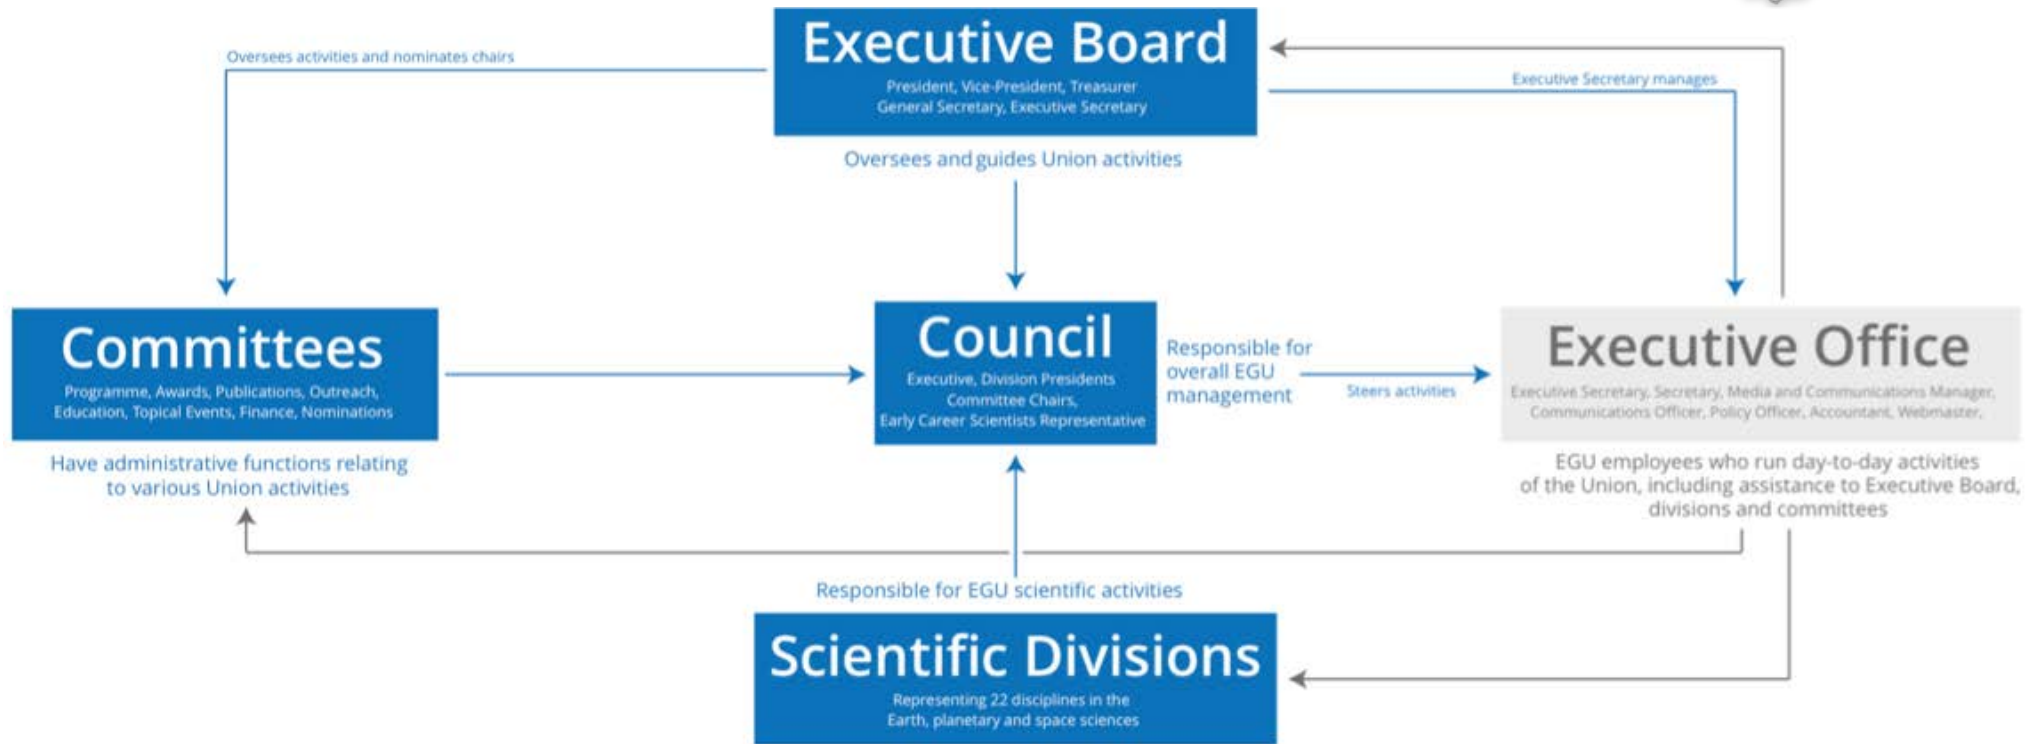 Executive Board
President, Vice-President, Treasurer
General Secretary, Executive Secretary
Oversees activities and nominates chairs
Executive Secretary manages
Oversees and guides Union activities
Committees
Programme, Awards, Publications, Outreach,
Education, Topical Events, Finance, Nominations
Have administrative functions relating
to various Union activities
Council
Executive, Division Presidents
Committee Chairs,
Early Career Scientists Representative
Responsible for
overall EGU
management
Steers activities
Executive Office
Executive Secretary, Secretary, Media and Communications Manager,
Communications Officer, Policy Officer, Accountant, Webmaster,
EGU employees who run day-to-day activities
of the Union, including assistance to Executive Board,
divisions and committees
Responsible for EGU scientific activities
Scientific Divisions
Representing 22 disciplines in the
Earth, planetary and space sciences